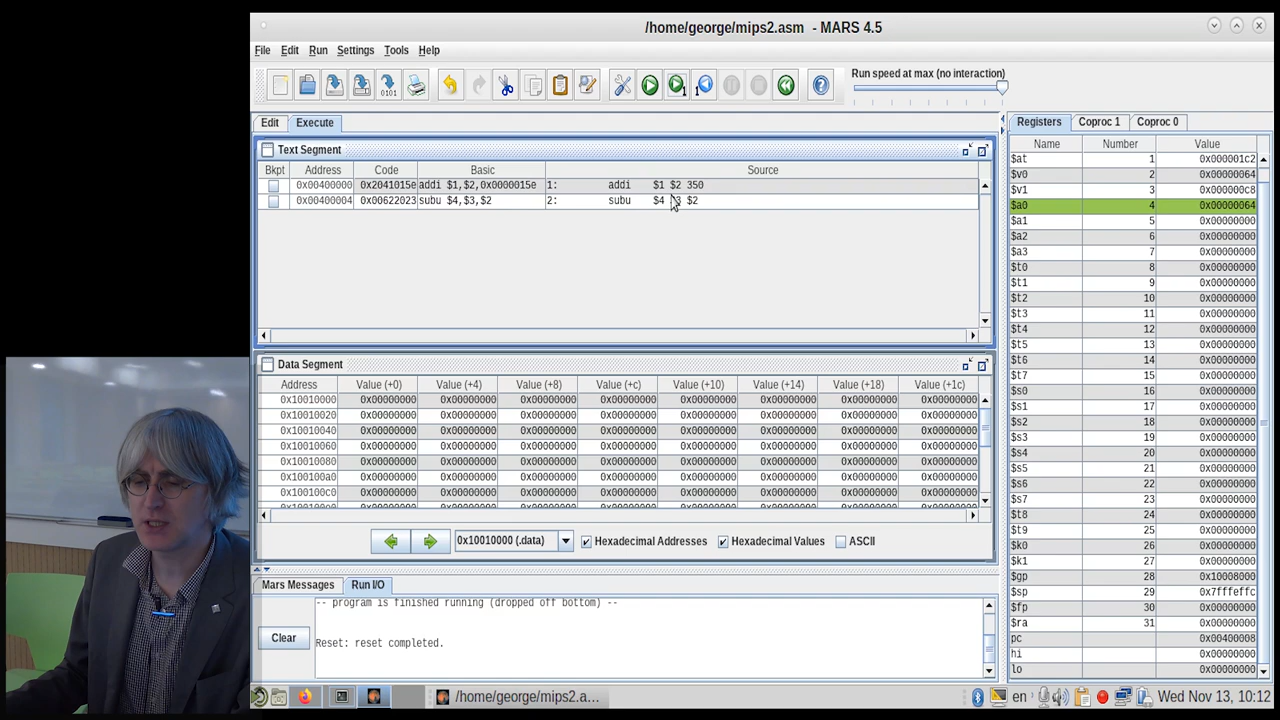 /home/george/mips2.asm - MARS 4.5
File Edit Run Settings Tools Help
Run speed at max (no interaction)
Edit Execute
Text Segment
Bkpt Address Code Basic Source
0x00400000 0x2041015e addi $1,$2,0x0000015e 1: addi $1 $2 350
0x00400004 0x00622023 subu $4,$3,$2 2: subu $4 $3 $2
Data Segment
Address Value (+0) Value (+4) Value (+8) Value (+c) Value (+10) Value (+14) Value (+18) Value (+1c)
0x10010000 0x00000000 0x00000000 0x00000000 0x00000000 0x00000000 0x00000000 0x00000000 0x00000000
0x10010020 0x00000000 0x00000000 0x00000000 0x00000000 0x00000000 0x00000000 0x00000000 0x00000000
0x10010040 0x00000000 0x00000000 0x00000000 0x00000000 0x00000000 0x00000000 0x00000000 0x00000000
0x10010060 0x00000000 0x00000000 0x00000000 0x00000000 0x00000000 0x00000000 0x00000000 0x00000000
0x10010080 0x00000000 0x00000000 0x00000000 0x00000000 0x00000000 0x00000000 0x00000000 0x00000000
0x100100a0 0x00000000 0x00000000 0x00000000 0x00000000 0x00000000 0x00000000 0x00000000 0x00000000
0x100100c0 0x00000000 0x00000000 0x00000000 0x00000000 0x00000000 0x00000000 0x00000000 0x00000000
0x10010000 (.data) Hexadecimal Addresses Hexadecimal Values ASCII
Mars Messages Run I/O
-- program is finished running (dropped off bottom) --
Clear
Reset: reset completed.
Registers Coproc 1 Coproc 0
Name Number Value
$at 1 0x000001c2
$v0 2 0x00000064
$v1 3 0x000000c8
$a0 4 0x00000064
$a1 5 0x00000000
$a2 6 0x00000000
$a3 7 0x00000000
$t0 8 0x00000000
$t1 9 0x00000000
$t2 10 0x00000000
$t3 11 0x00000000
$t4 12 0x00000000
$t5 13 0x00000000
$t6 14 0x00000000
$t7 15 0x00000000
$s0 16 0x00000000
$s1 17 0x00000000
$s2 18 0x00000000
$s3 19 0x00000000
$s4 20 0x00000000
$s5 21 0x00000000
$s6 22 0x00000000
$s7 23 0x00000000
$t8 24 0x00000000
$t9 25 0x00000000
$k0 26 0x00000000
$k1 27 0x00000000
$gp 28 0x10008000
$sp 29 0x7fffeffc
$fp 30 0x00000000
$ra 31 0x00000000
pc 0x00400008
hi 0x00000000
lo 0x00000000
/home/george/mips2.a...
en Wed Nov 13, 10:12